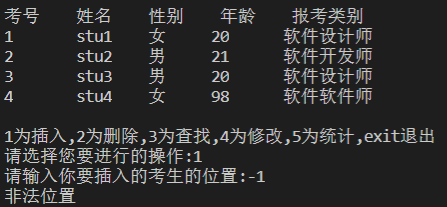 考号 姓名 性别 年龄 报考类别
1 stu1 女 20 软件设计师
2 stu2 男 21 软件开发师
3 stu3 男 20 软件设计师
4 stu4 女 98 软件软件师
1为插入,2为删除,3为查找,4为修改,5为统计,exit退出
请选择您要进行的操作:1
请输入你要插入的考生的位置:-1
非法位置